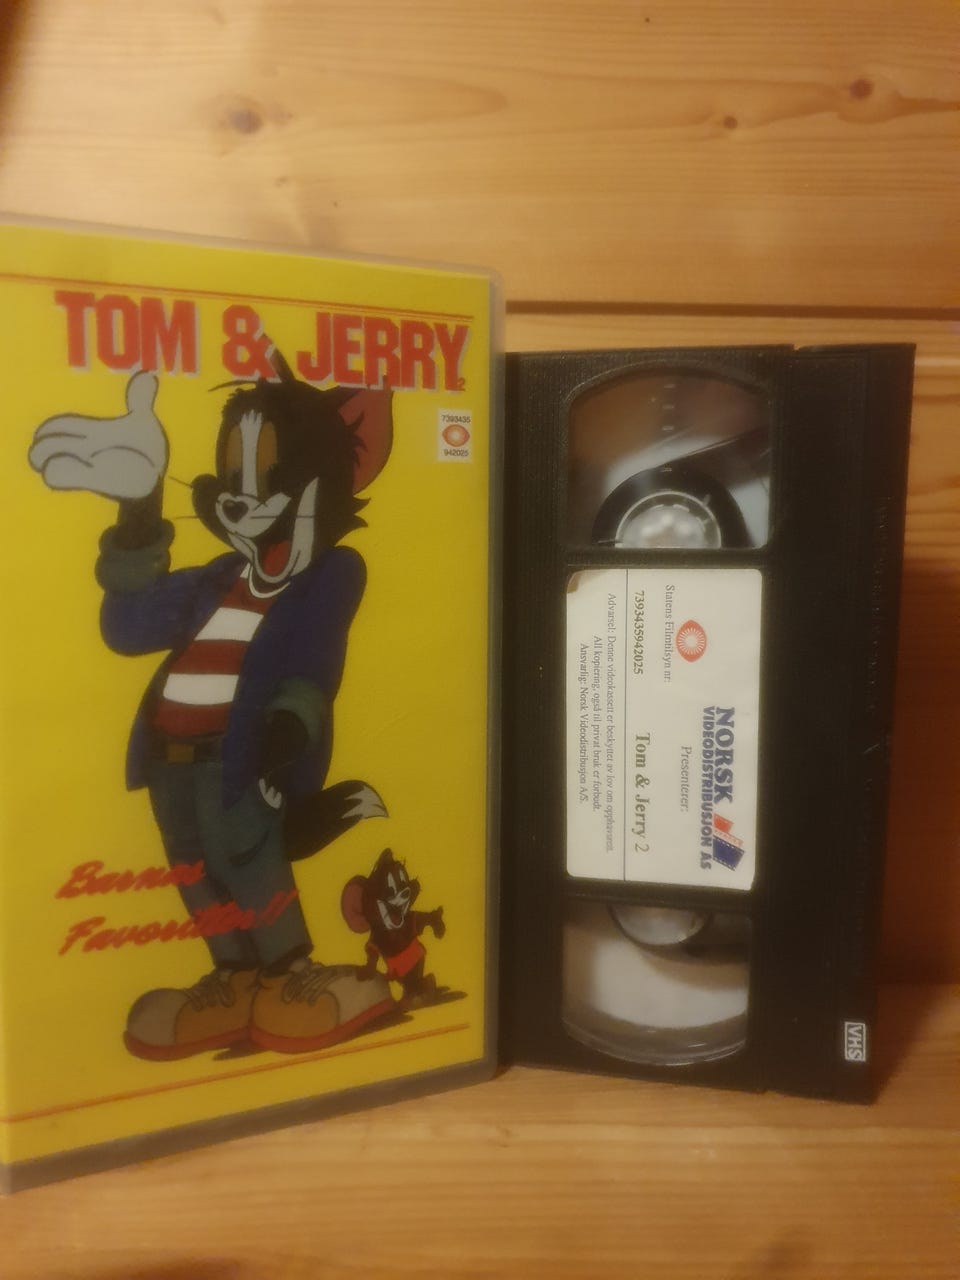 TOM & JERRY
2
7393435
942025
Barnas
Favoritter!!
NORSK
VIDEODISTRIBUSJON AS
Presenterer:
Statens Filmtilsyn nr:
7393435942025
Tom & Jerry 2
Advarsel: Denne videokassett er beskyttet av lov om opphavsrett.
All kopiering, også til privat bruk er forbudt.
Ansvarlig: Norsk Videodistribusjon A/S.
VHS